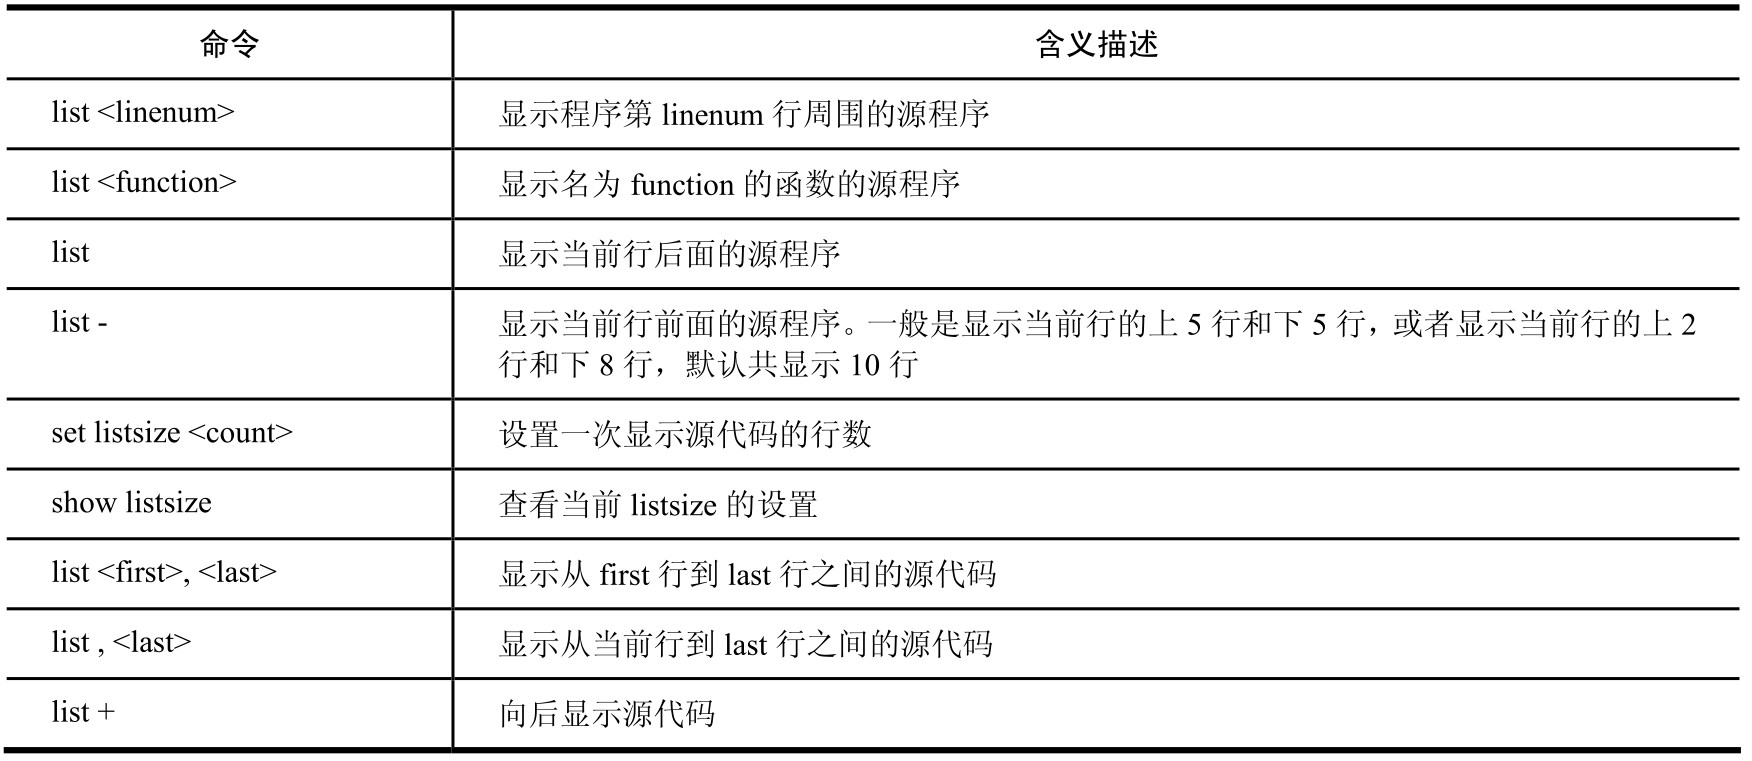 命令 含义描述
list <linenum> 显示程序第 linenum 行周围的源程序
list <function> 显示名为 function 的函数的源程序
list 显示当前行后面的源程序
list - 显示当前行前面的源程序。一般是显示当前行的上 5 行和下 5 行，或者显示当前行的上 2
行和下 8 行，默认共显示 10 行
set listsize <count> 设置一次显示源代码的行数
show listsize 查看当前 listsize 的设置
list <first>, <last> 显示从 first 行到 last 行之间的源代码
list , <last> 显示从当前行到 last 行之间的源代码
list + 向后显示源代码